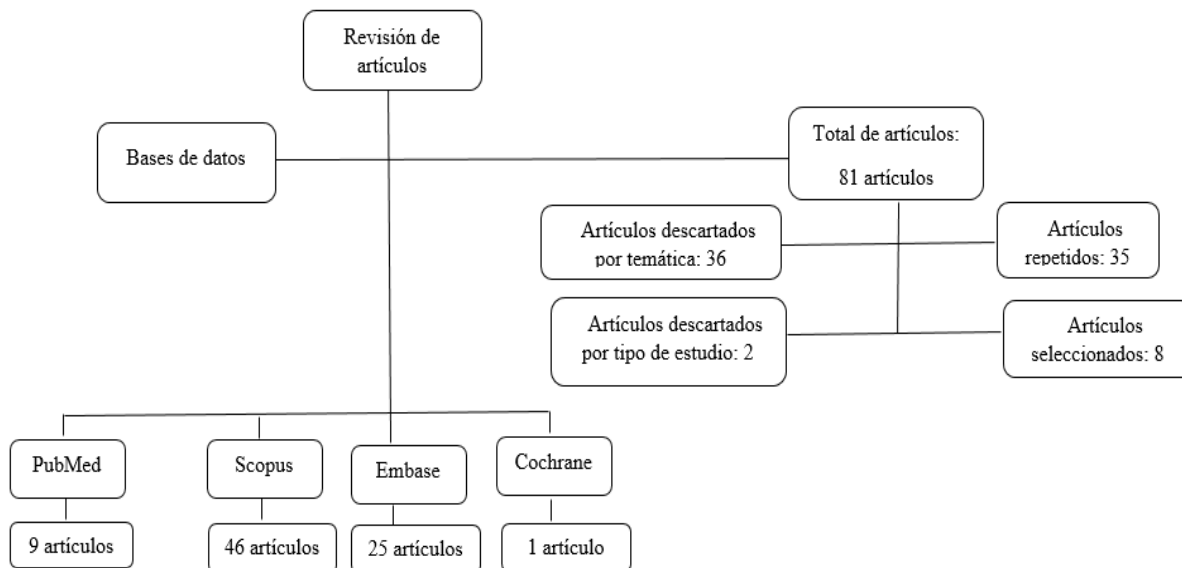 Revisión de
artículos
Bases de datos
Total de artículos:
81 artículos
Artículos descartados
por temática: 36
Artículos
repetidos: 35
Artículos descartados
por tipo de estudio: 2
Artículos
seleccionados: 8
PubMed
Scopus
Embase
Cochrane
9 artículos
46 artículos
25 artículos
1 artículo